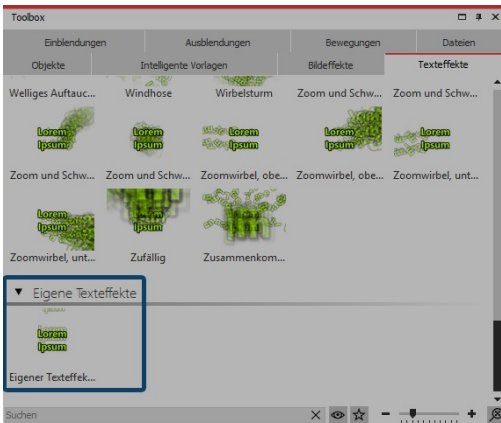 Toolbox
Einblendungen Ausblendungen Bewegungen Dateien
Objekte Intelligente Vorlagen Bildeffekte Texteffekte
Welliges Auftauc... Windhose Wirbelsturm Zoom und Schw... Zoom und Schw...
Lorem Lorem Lorem Lorem Lorem
Ipsum Ipsum Ipsum Ipsum Ipsum
Zoom und Schw... Zoom und Schw... Zoomwirbel, obe... Zoomwirbel, obe... Zoomwirbel, unt...
Lorem
Ipsum
Zoomwirbel, unt... Zufällig Zusammenkom...
Eigene Texteffekte
Lorem
Ipsum
Eigener Texteffek...
Suchen